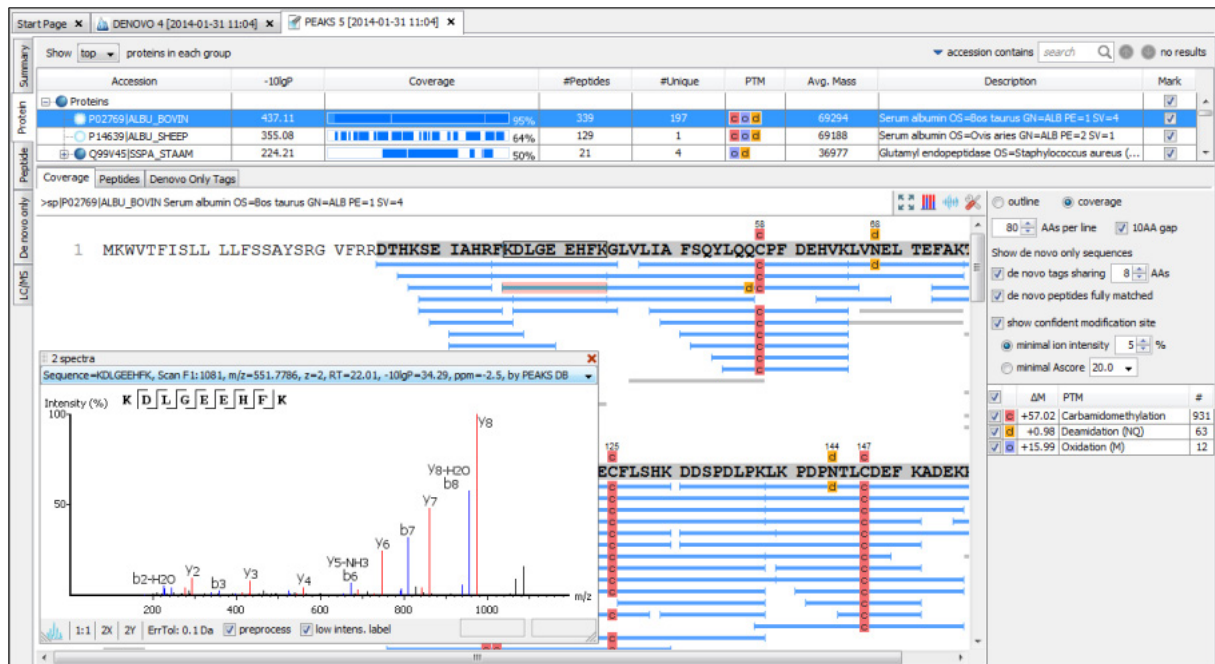 Start Page DENOVO 4 [2014-01-31 11:04] PEAKS 5 [2014-01-31 11:04]
Summary
Protein
Peptide
De novo only
LC/MS
Show top proteins in each group
accession contains search no results
Accession -10lgP Coverage #Peptides #Unique PTM Avg. Mass Description Mark
Proteins
P02769|ALBU_BOVIN 437.11 95% 339 197 c o d 69294 Serum albumin OS=Bos taurus GN=ALB PE=1 SV=4
P14639|ALBU_SHEEP 355.08 64% 129 1 c o d 69188 Serum albumin OS=Ovis aries GN=ALB PE=2 SV=1
Q99V45|SSPA_STAAM 224.21 50% 21 4 o d 36977 Glutamyl endopeptidase OS=Staphylococcus aureus (...
Coverage Peptides Denovo Only Tags
>sp|P02769|ALBU_BOVIN Serum albumin OS=Bos taurus GN=ALB PE=1 SV=4
58 68
c d
1 MKWVTFISLL LLFSSAYSRG VFRRDTHKSE IAHRFKDLGE EHFKGLVLIA FSQYLQQCPF DEHVKLVNEL TEFAKT
outline coverage
80 AAs per line 10AA gap
Show de novo only sequences
de novo tags sharing 8 AAs
de novo peptides fully matched
show confident modification site
minimal ion intensity 5 %
minimal Ascore 20.0
ΔM PTM #
c +57.02 Carbamidomethylation 931
d +0.98 Deamidation (NQ) 63
o +15.99 Oxidation (M) 12
2 spectra
Sequence=KDLGEEHFK, Scan F1:1081, m/z=551.7786, z=2, RT=22.01, -10lgP=34.29, ppm=-2.5, by PEAKS DB
Intensity (%) K D L G E E H F K
100
50
y8
y8-H2O
b8
y7
b7
y6
y5-NH3
b6
b2-H2O
y2
b3
y3
y4
200 400 600 800 1000 m/z
1:1 2X 2Y ErrTol: 0.1 Da preprocess low intens. label
125 144 147
c d c
ECFLSHK DDSPDLPKLK PDPNTLCDEF KADEK